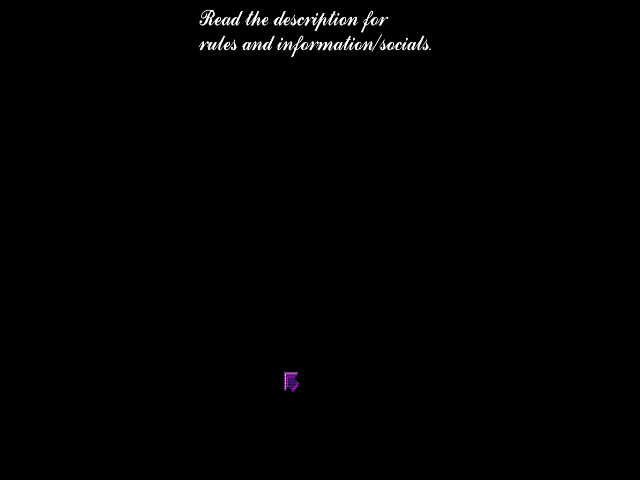 Read the description for
rules and information/socials.